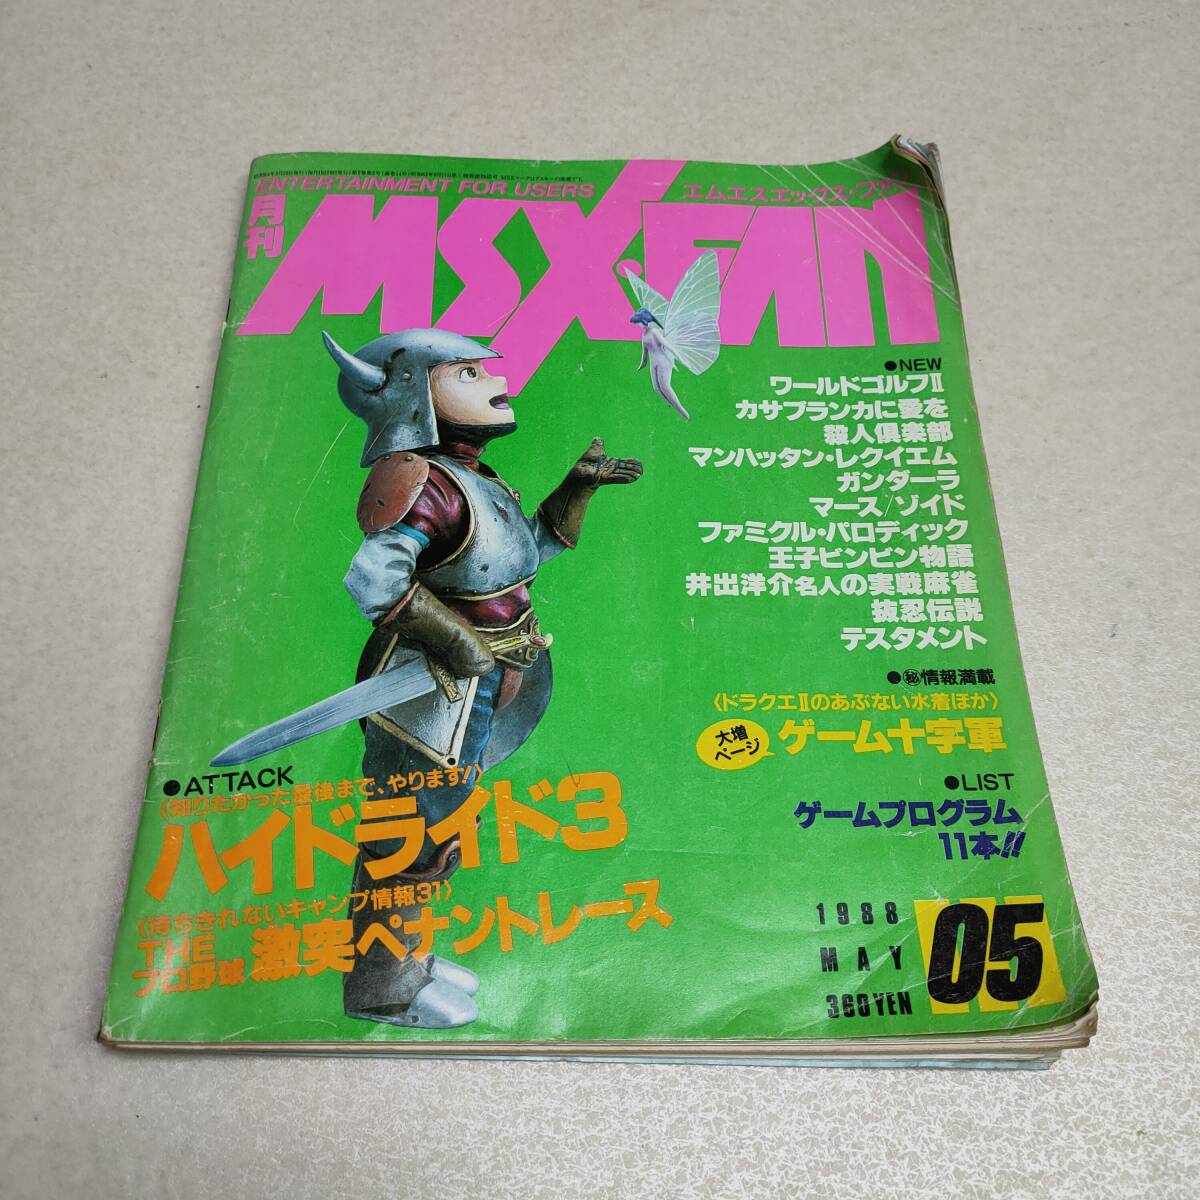 ENTERTAINMENT FOR USERS
エムエスエックス・ファン
月刊
MSX・FAN
●NEW
ワールドゴルフⅡ
カサブランカに愛を
殺人倶楽部
マンハッタン・レクイエム
ガンダーラ
マーズ ゾイド
ファミクル・パロディック
王子ビンビン物語
井出洋介名人の実戦麻雀
抜忍伝説
テスタメント
●㊙情報満載
〈ドラクエⅡのあぶない水着ほか〉
大増ページ
ゲーム十字軍
●LIST
ゲームプログラム
11本!!
●ATTACK
〈知りたかった最後まで、やります!〉
ハイドライド3
〈待ちきれないキャンプ情報31〉
THE
プロ野球
激突ペナントレース
1988
MAY
360YEN
05